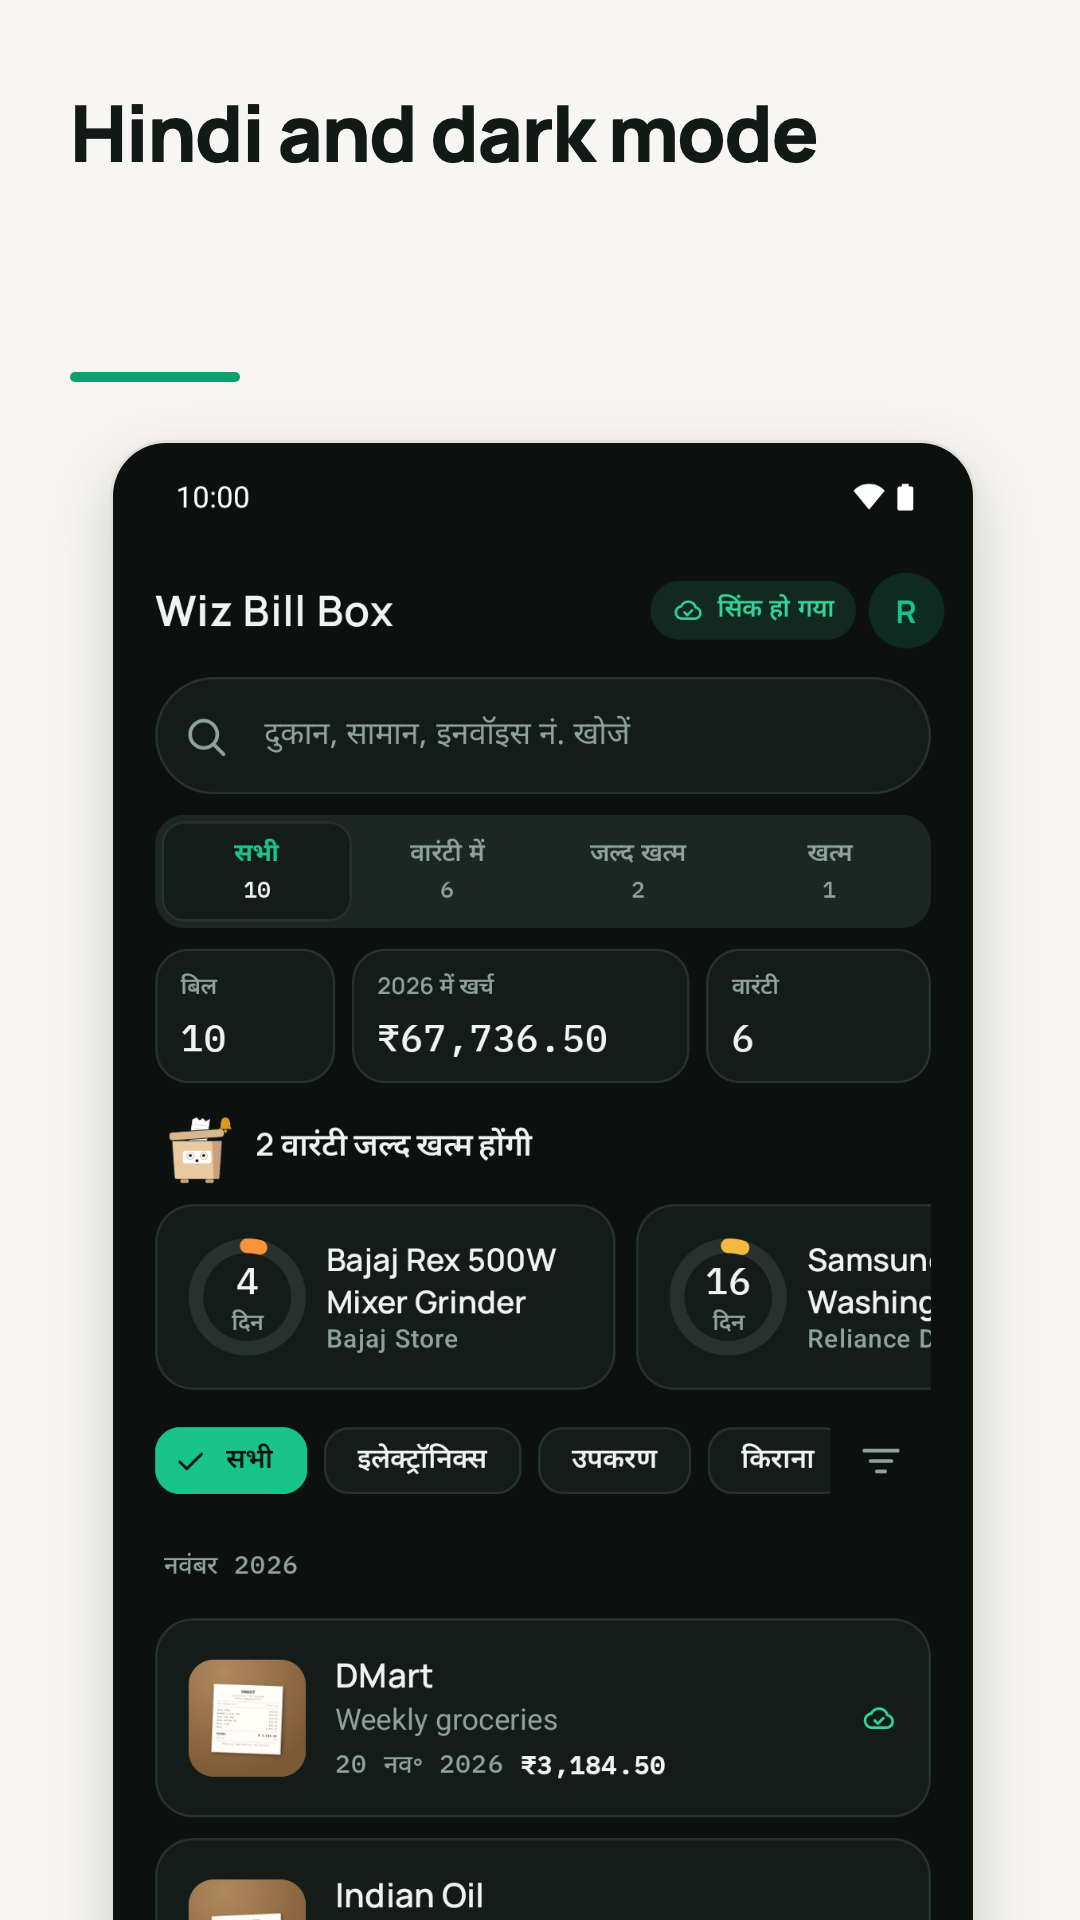 Hindi and dark mode
10:00
Wiz Bill Box
सिंक हो गया
R
दुकान, सामान, इनवॉइस नं. खोजें
सभी
वारंटी में
जल्द खत्म
खत्म
10
6
2
1
बिल
2026 में खर्च
वारंटी
10
₹67,736.50
6
2 वारंटी जल्द खत्म होंगी
4
दिन
Bajaj Rex 500W
Mixer Grinder
Bajaj Store
16
दिन
Samsung
Washing
Reliance D
सभी
इलेक्ट्रॉनिक्स
उपकरण
किराना
नवंबर 2026
DMart
Weekly groceries
20 नव॰ 2026 ₹3,184.50
Indian Oil